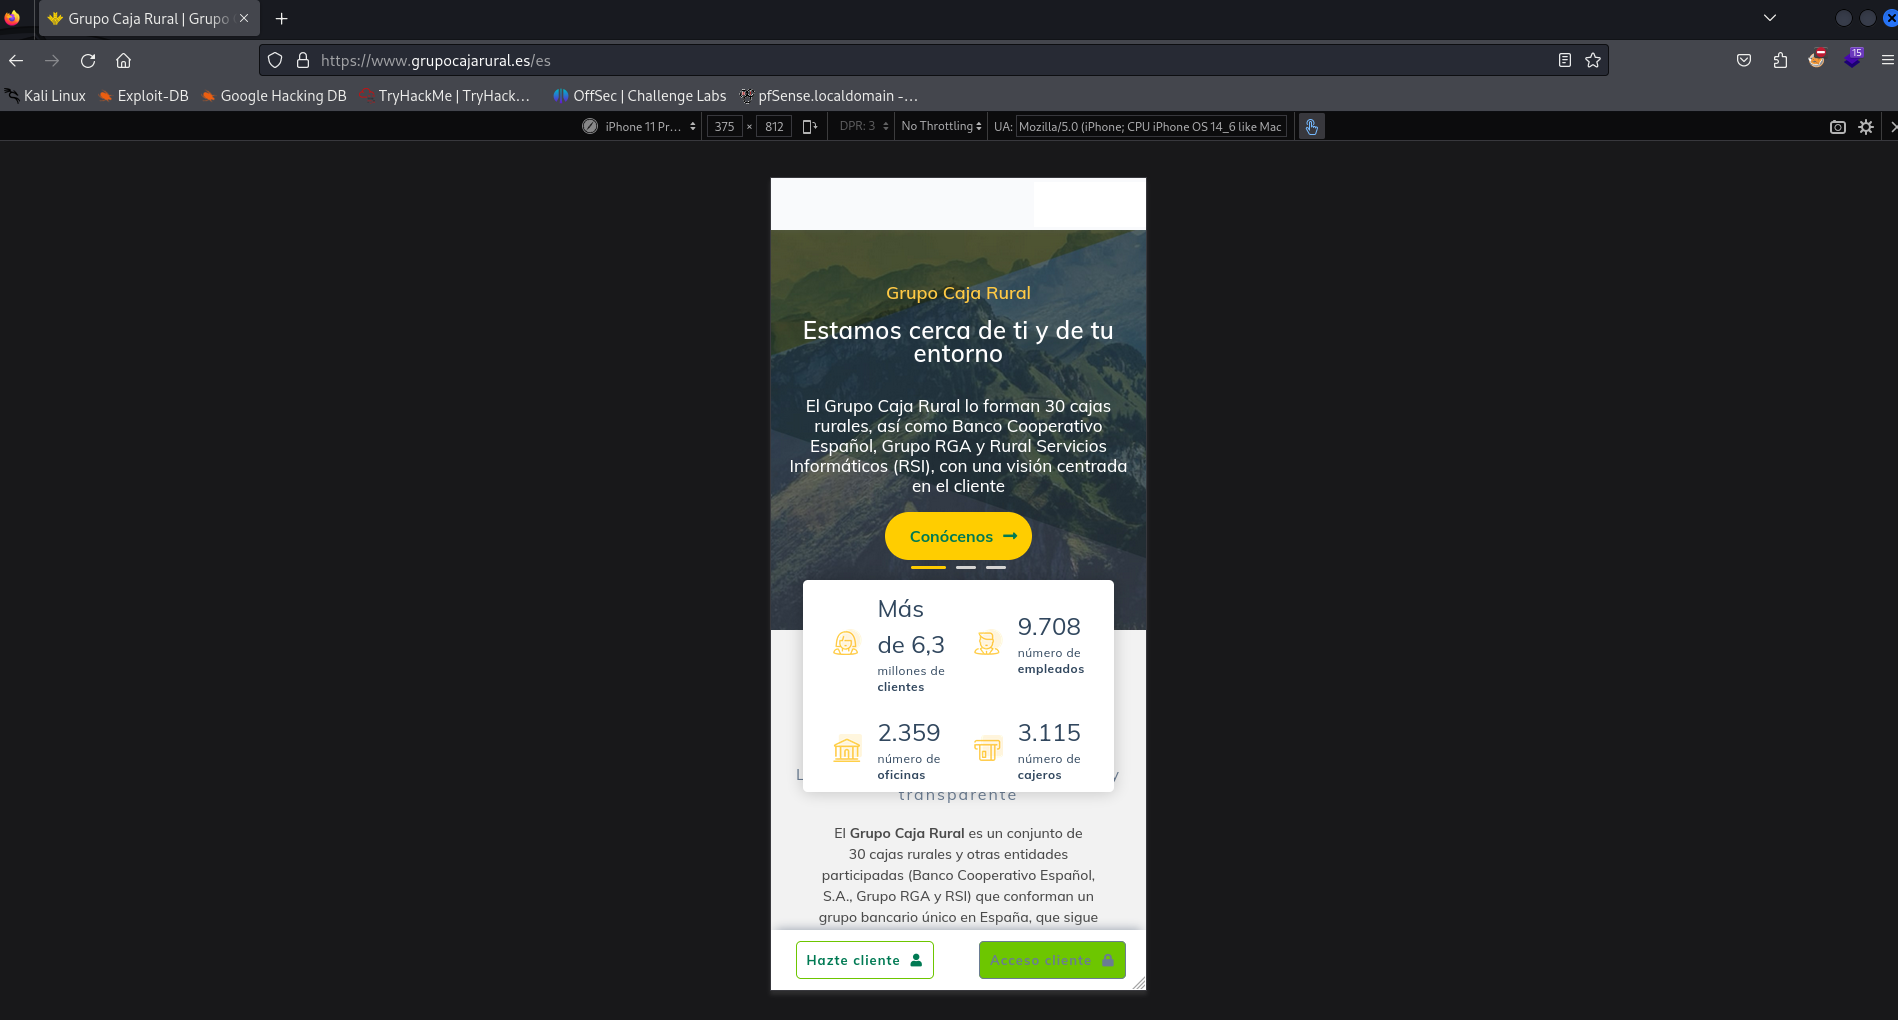 Grupo Caja Rural | Grupo
https://www.grupocajarural.es/es
15
Kali Linux
Exploit-DB
Google Hacking DB
TryHackMe | TryHack…
OffSec | Challenge Labs
pfSense.localdomain -…
iPhone 11 Pr…
375 × 812
DPR: 3
No Throttling
UA: Mozilla/5.0 (iPhone; CPU iPhone OS 14_6 like Mac
Grupo Caja Rural
Estamos cerca de ti y de tu
entorno
El Grupo Caja Rural lo forman 30 cajas
rurales, así como Banco Cooperativo
Español, Grupo RGA y Rural Servicios
Informáticos (RSI), con una visión centrada
en el cliente
Conócenos
Más
de 6,3
millones de
clientes
9.708
número de
empleados
2.359
número de
oficinas
3.115
número de
cajeros
transparente
El Grupo Caja Rural es un conjunto de
30 cajas rurales y otras entidades
participadas (Banco Cooperativo Español,
S.A., Grupo RGA y RSI) que conforman un
grupo bancario único en España, que sigue
Hazte cliente
Acceso cliente